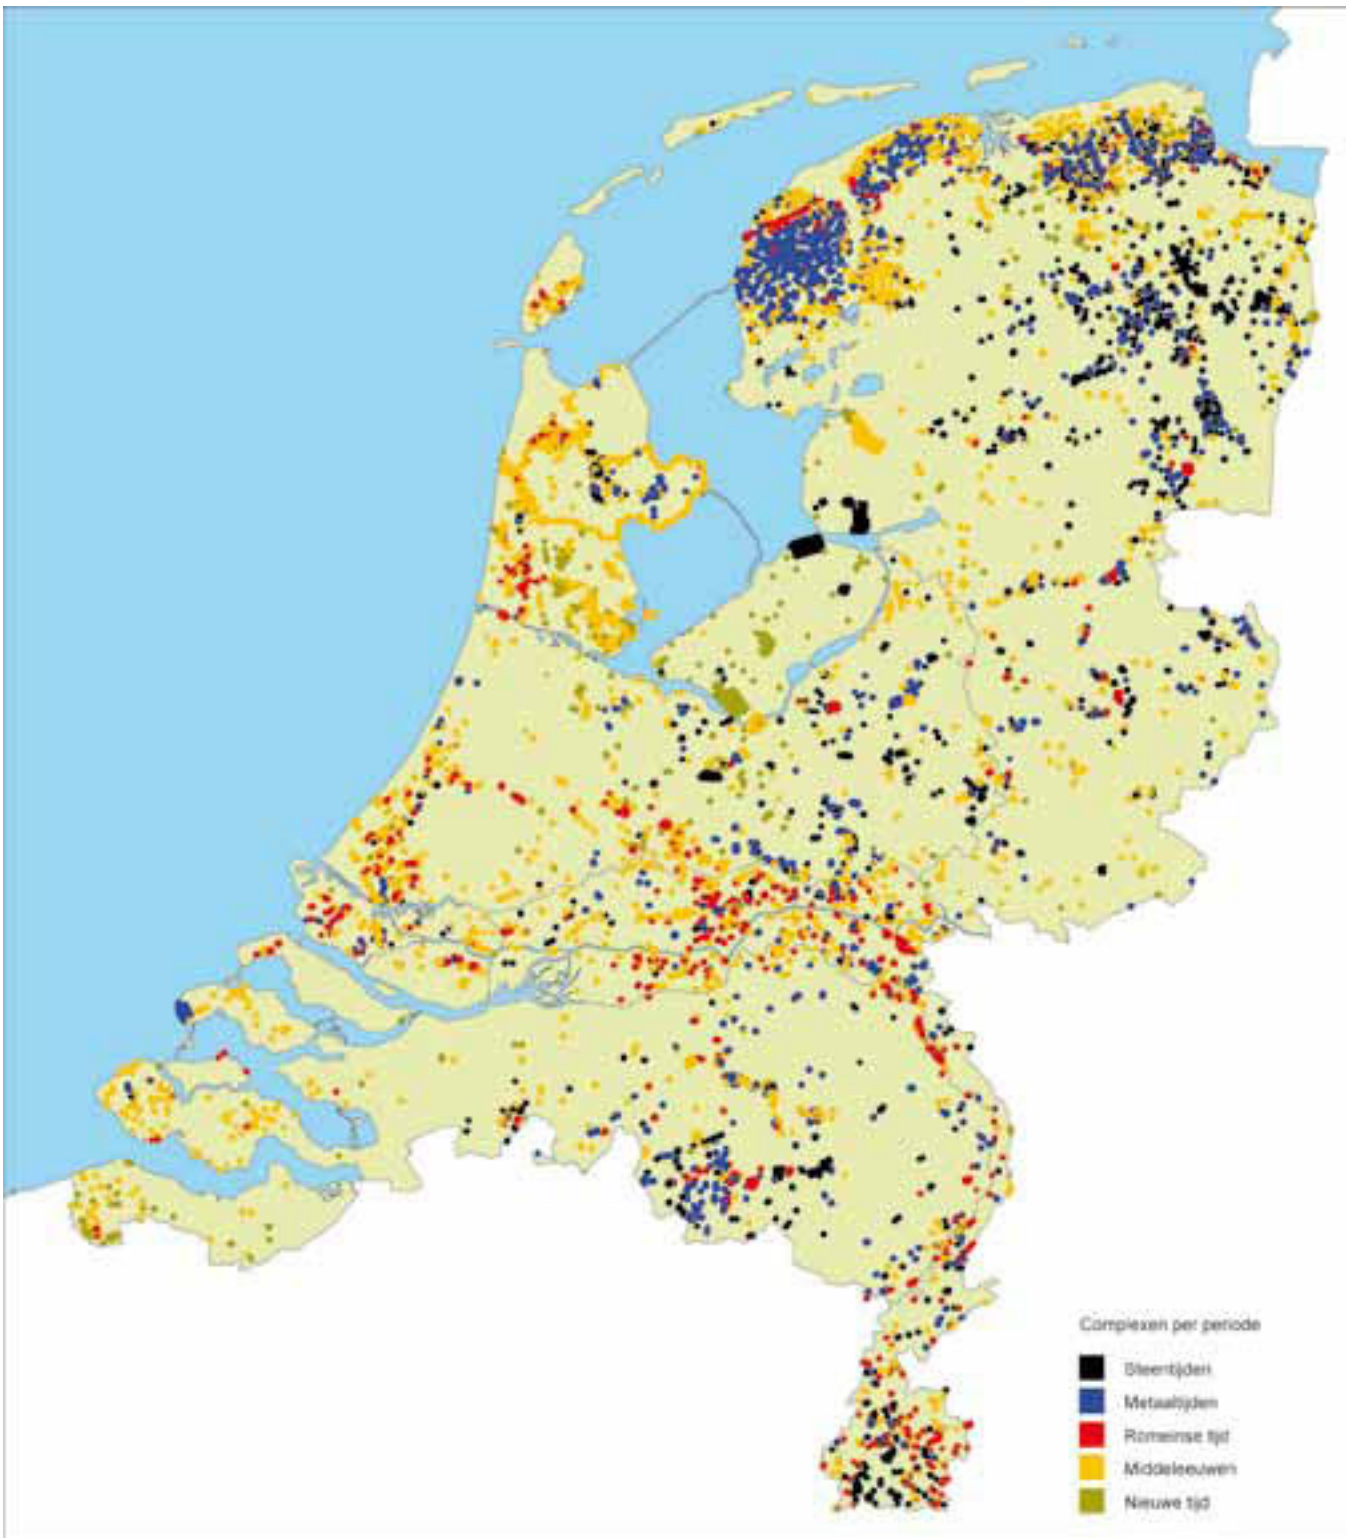 Complexen per periode
Steentijden
Metaaltijden
Romeinse tijd
Middeleeuwen
Nieuwe tijd